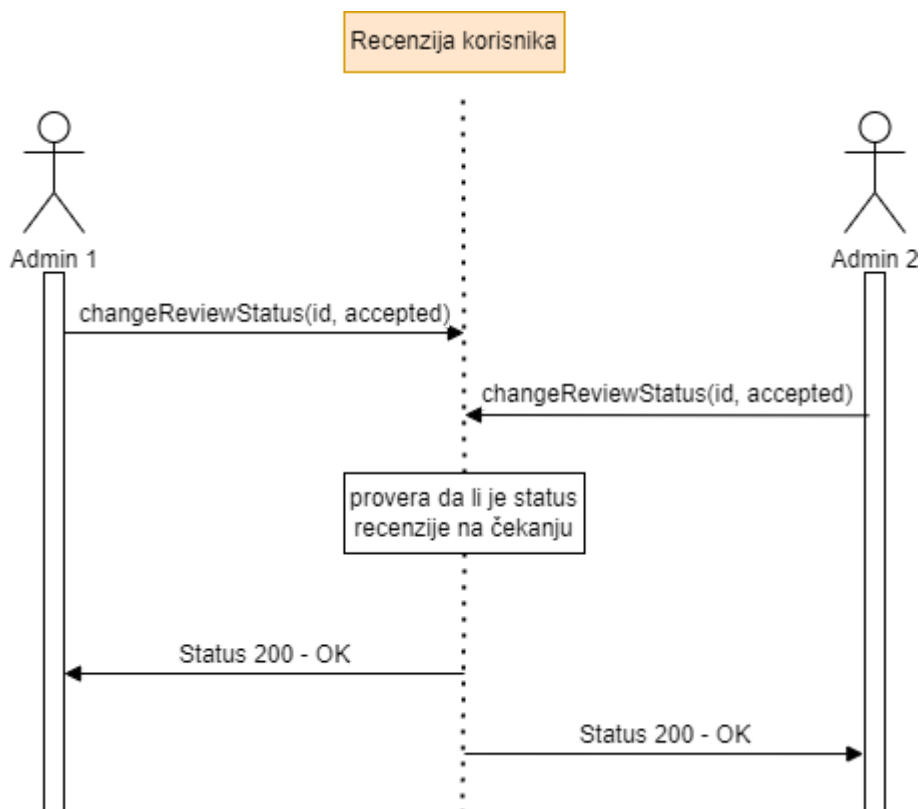 Recenzija korisnika
Admin 1
Admin 2
changeReviewStatus(id, accepted)
changeReviewStatus(id, accepted)
provera da li je status
recenzije na čekanju
Status 200 - OK
Status 200 - OK